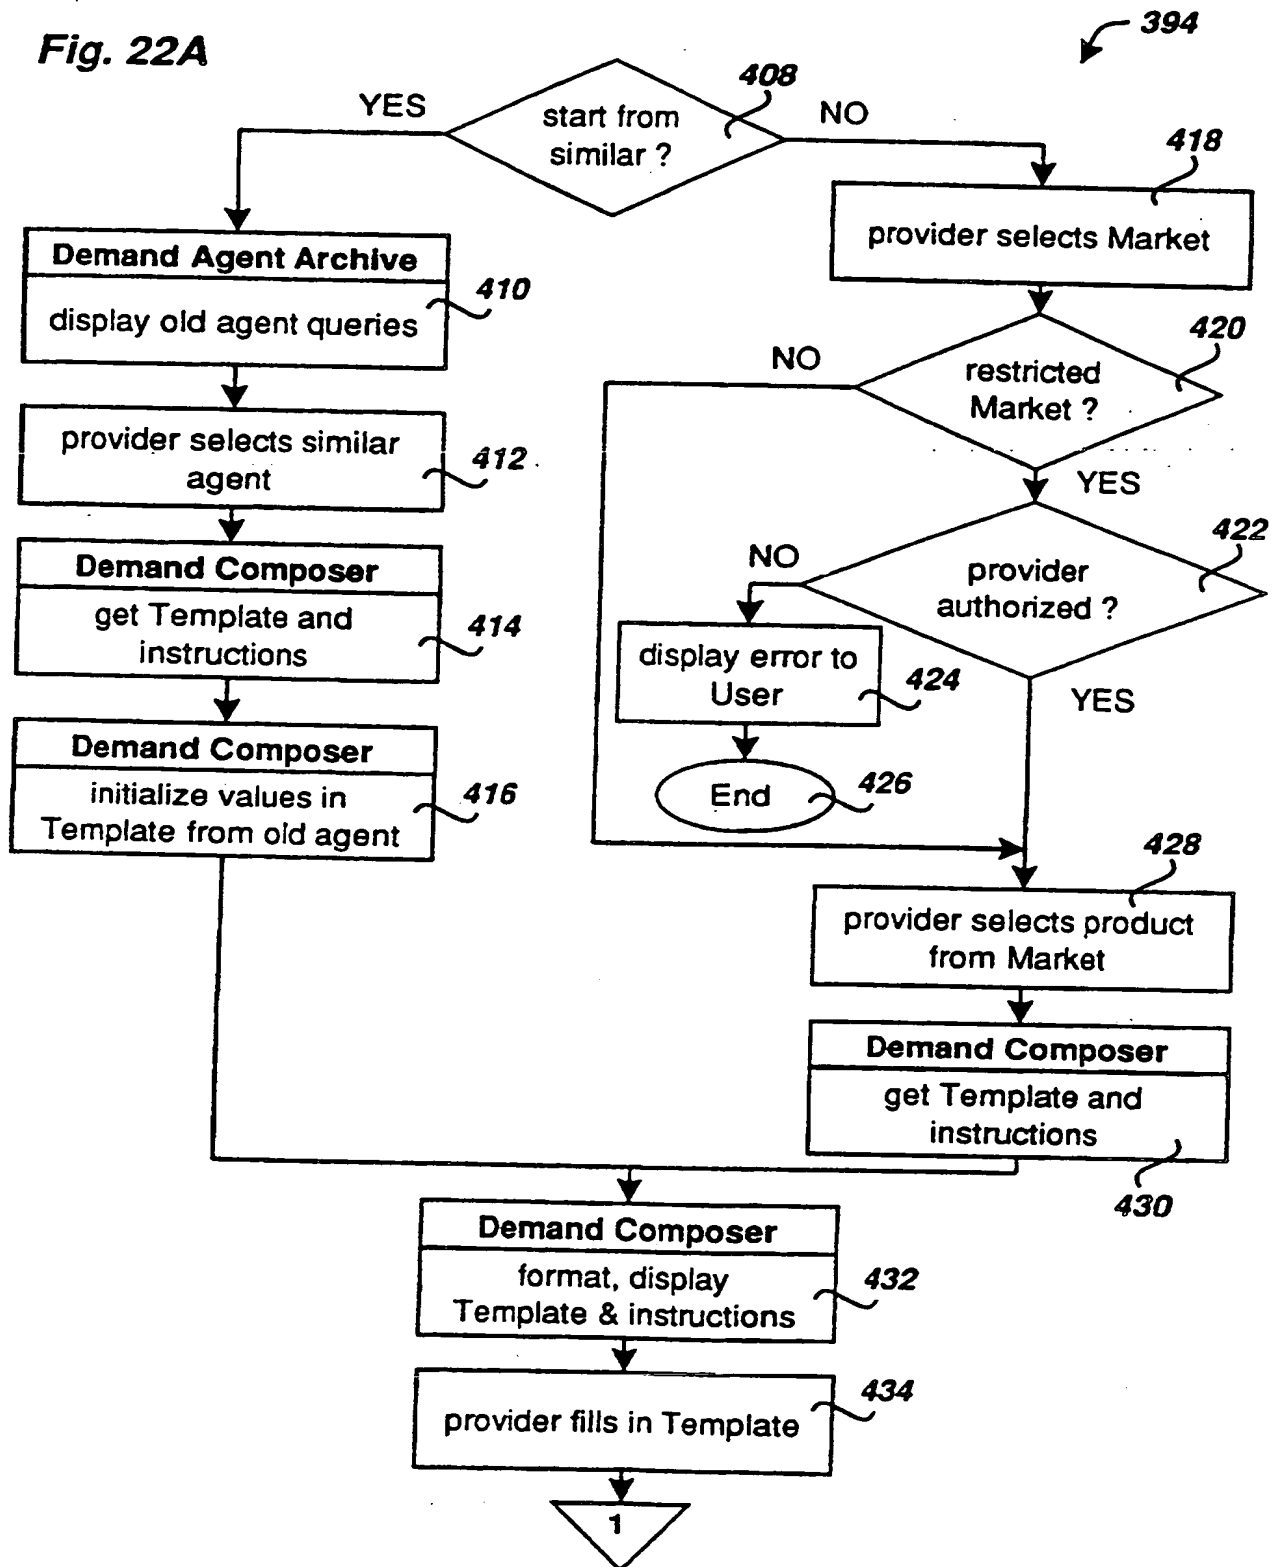 Fig. 22A
394
408
YES
start from
similar ?
NO
418
provider selects Market
Demand Agent Archive
display old agent queries
410
420
NO
restricted
Market ?
provider selects similar
agent
412
YES
422
Demand Composer
get Template and
instructions
414
NO
provider
authorized ?
display error to
User
424
YES
Demand Composer
initialize values in
Template from old agent
416
End
426
428
provider selects product
from Market
Demand Composer
get Template and
instructions
430
Demand Composer
format, display
Template & instructions
432
434
provider fills in Template
1